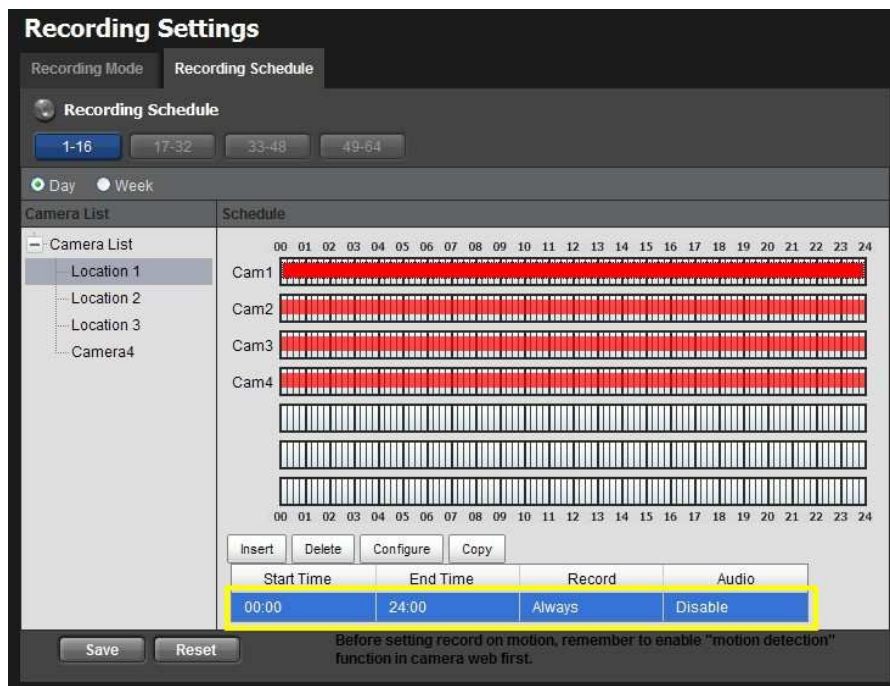 Recording Settings
Recording Mode Recording Schedule
Recording Schedule
1-16 17-32 33-48 49-64
Day Week
Camera List Schedule
Camera List
Location 1
Location 2
Location 3
Camera4
00 01 02 03 04 05 06 07 08 09 10 11 12 13 14 15 16 17 18 19 20 21 22 23 24
Cam1
Cam2
Cam3
Cam4
00 01 02 03 04 05 06 07 08 09 10 11 12 13 14 15 16 17 18 19 20 21 22 23 24
Insert Delete Configure Copy
Start Time End Time Record Audio
00:00 24:00 Always Disable
Save Reset
Before setting record on motion, remember to enable "motion detection"
function in camera web first.